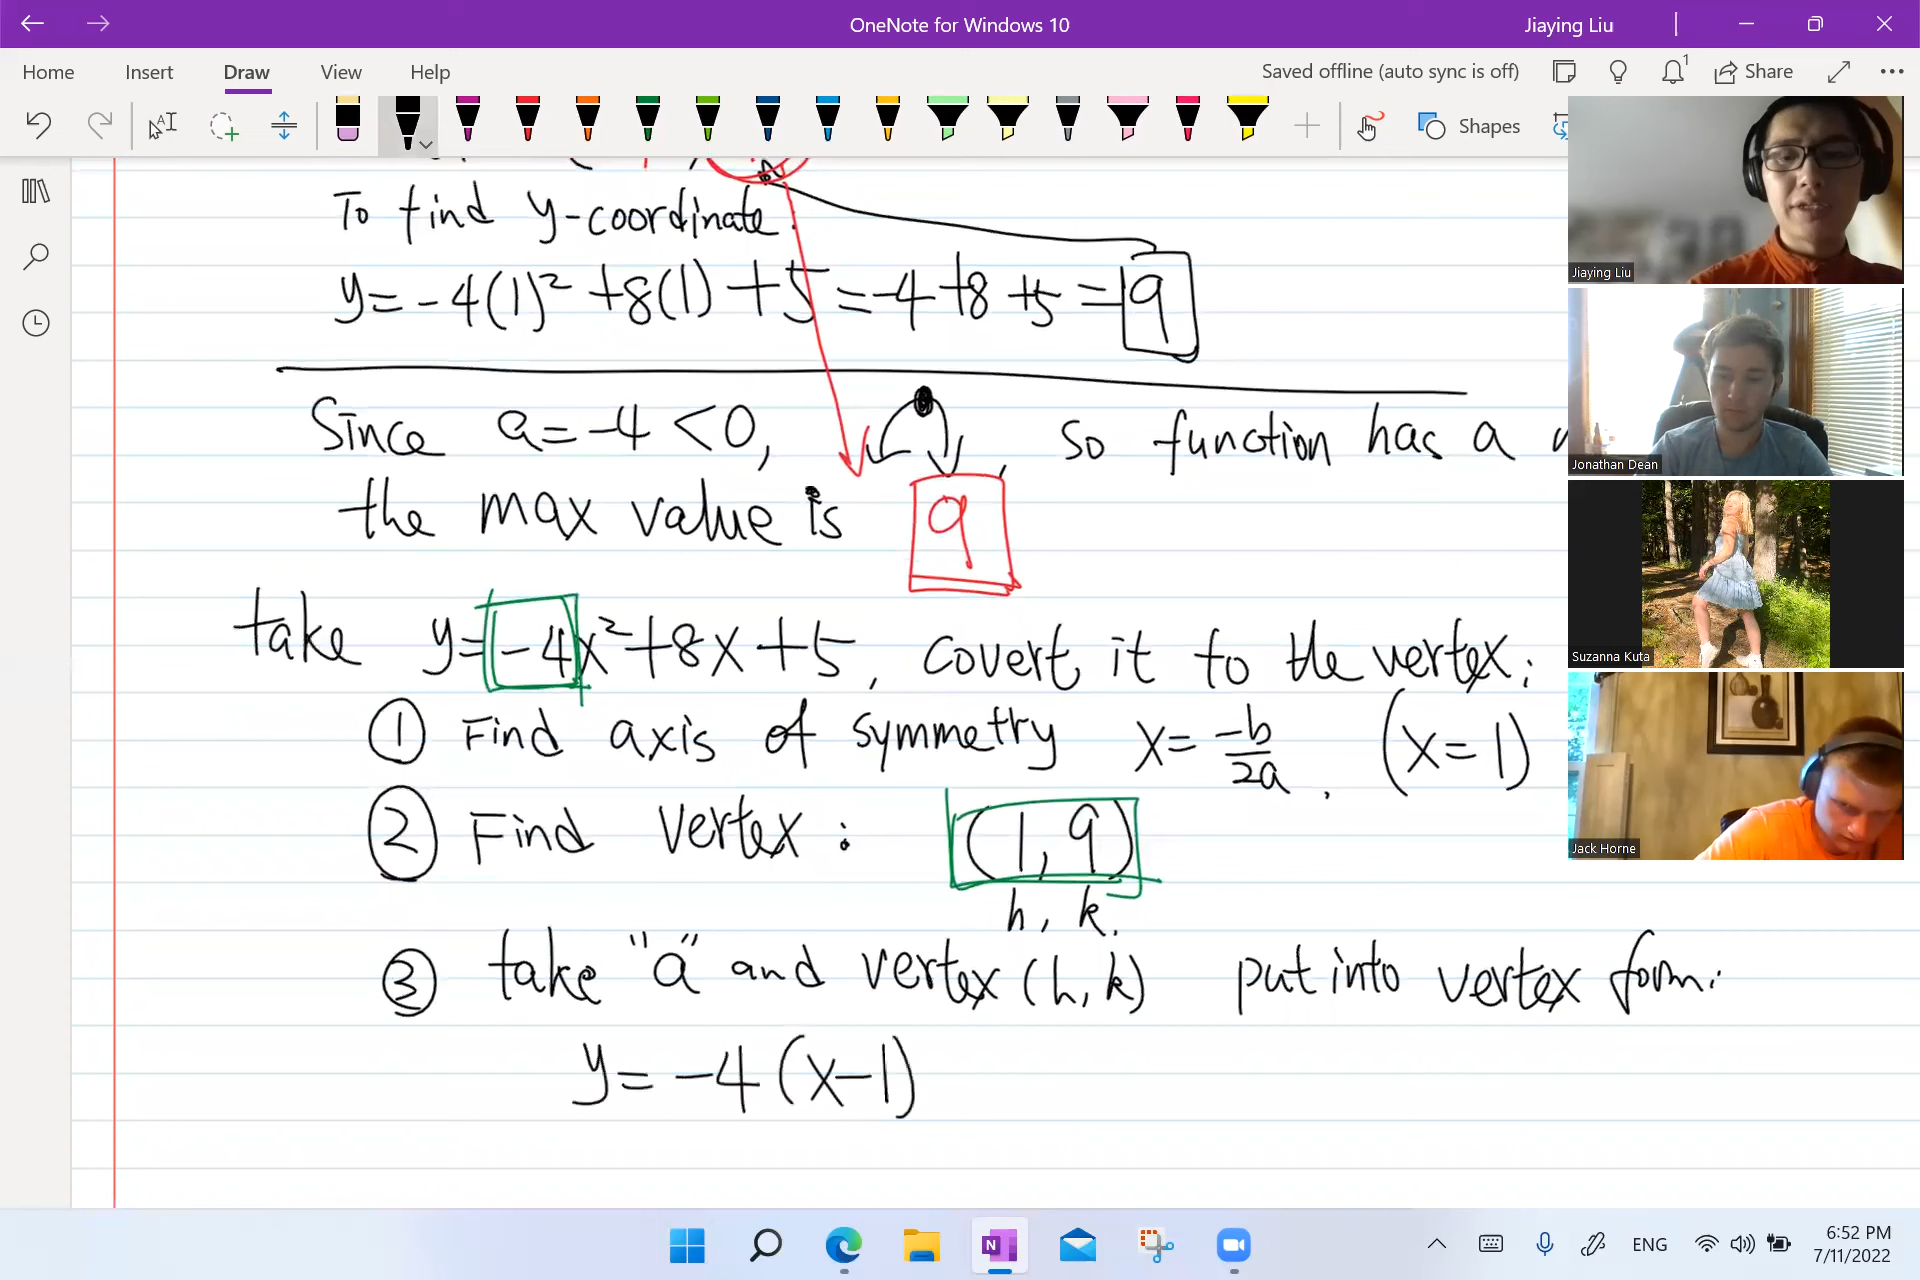 OneNote for Windows 10
Jiaying Liu
Home Insert Draw View Help
Saved offline (auto sync is off)
1
Share
Shapes
To find y-coordinate.
y= -4(1)² +8(1) +5 = -4 +8 +5 = 9
Since a= -4 <0, so function has a
the max value is 9
take y= -4x²+8x+5, covert it to the vertex:
① Find axis of symmetry x= -b/2a. (x=1)
② Find vertex: (1, 9)
h, k.
③ take "a" and vertex (h, k) put into vertex form:
y= -4(x-1)
Jiaying Liu
Jonathan Dean
Suzanna Kuta
Jack Horne
ENG
6:52 PM
7/11/2022